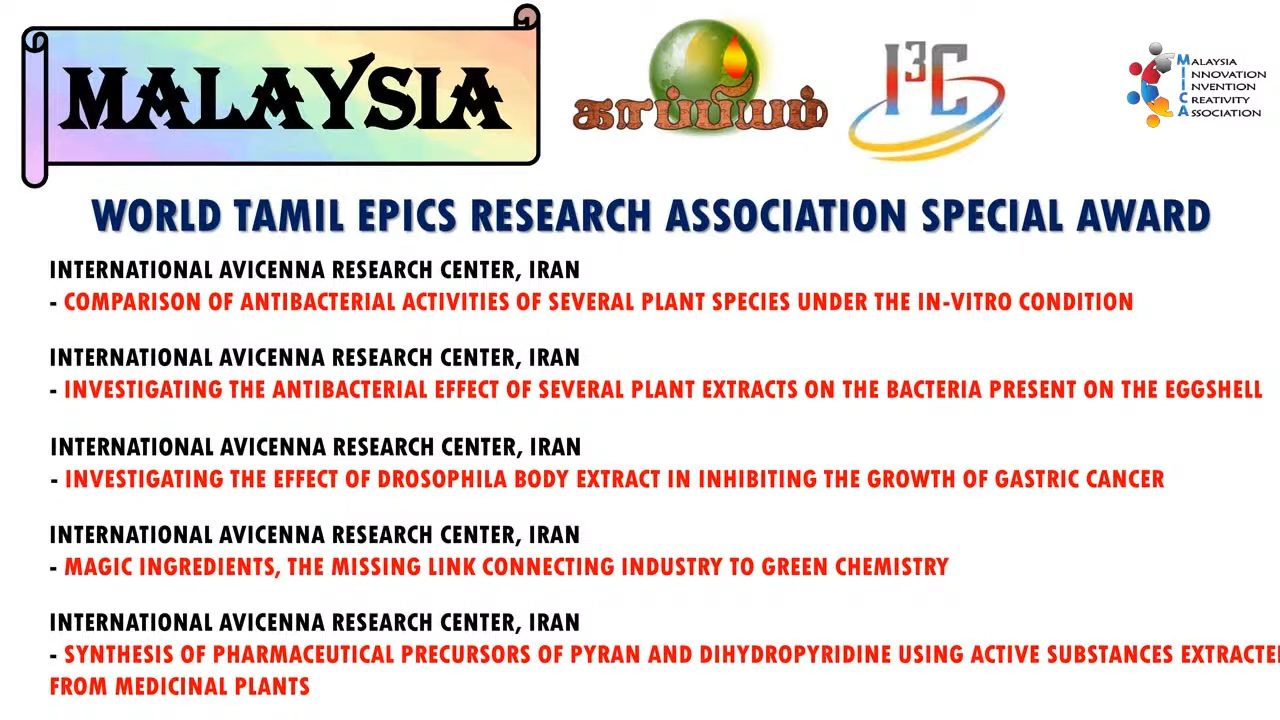 MALAYSIA
காப்பியம்
I3C
MICA
MALAYSIA
INNOVATION
INVENTION
CREATIVITY
ASSOCIATION
WORLD TAMIL EPICS RESEARCH ASSOCIATION SPECIAL AWARD
INTERNATIONAL AVICENNA RESEARCH CENTER, IRAN
- COMPARISON OF ANTIBACTERIAL ACTIVITIES OF SEVERAL PLANT SPECIES UNDER THE IN-VITRO CONDITION
INTERNATIONAL AVICENNA RESEARCH CENTER, IRAN
- INVESTIGATING THE ANTIBACTERIAL EFFECT OF SEVERAL PLANT EXTRACTS ON THE BACTERIA PRESENT ON THE EGGSHELL
INTERNATIONAL AVICENNA RESEARCH CENTER, IRAN
- INVESTIGATING THE EFFECT OF DROSOPHILA BODY EXTRACT IN INHIBITING THE GROWTH OF GASTRIC CANCER
INTERNATIONAL AVICENNA RESEARCH CENTER, IRAN
- MAGIC INGREDIENTS, THE MISSING LINK CONNECTING INDUSTRY TO GREEN CHEMISTRY
INTERNATIONAL AVICENNA RESEARCH CENTER, IRAN
- SYNTHESIS OF PHARMACEUTICAL PRECURSORS OF PYRAN AND DIHYDROPYRIDINE USING ACTIVE SUBSTANCES EXTRACTE
FROM MEDICINAL PLANTS